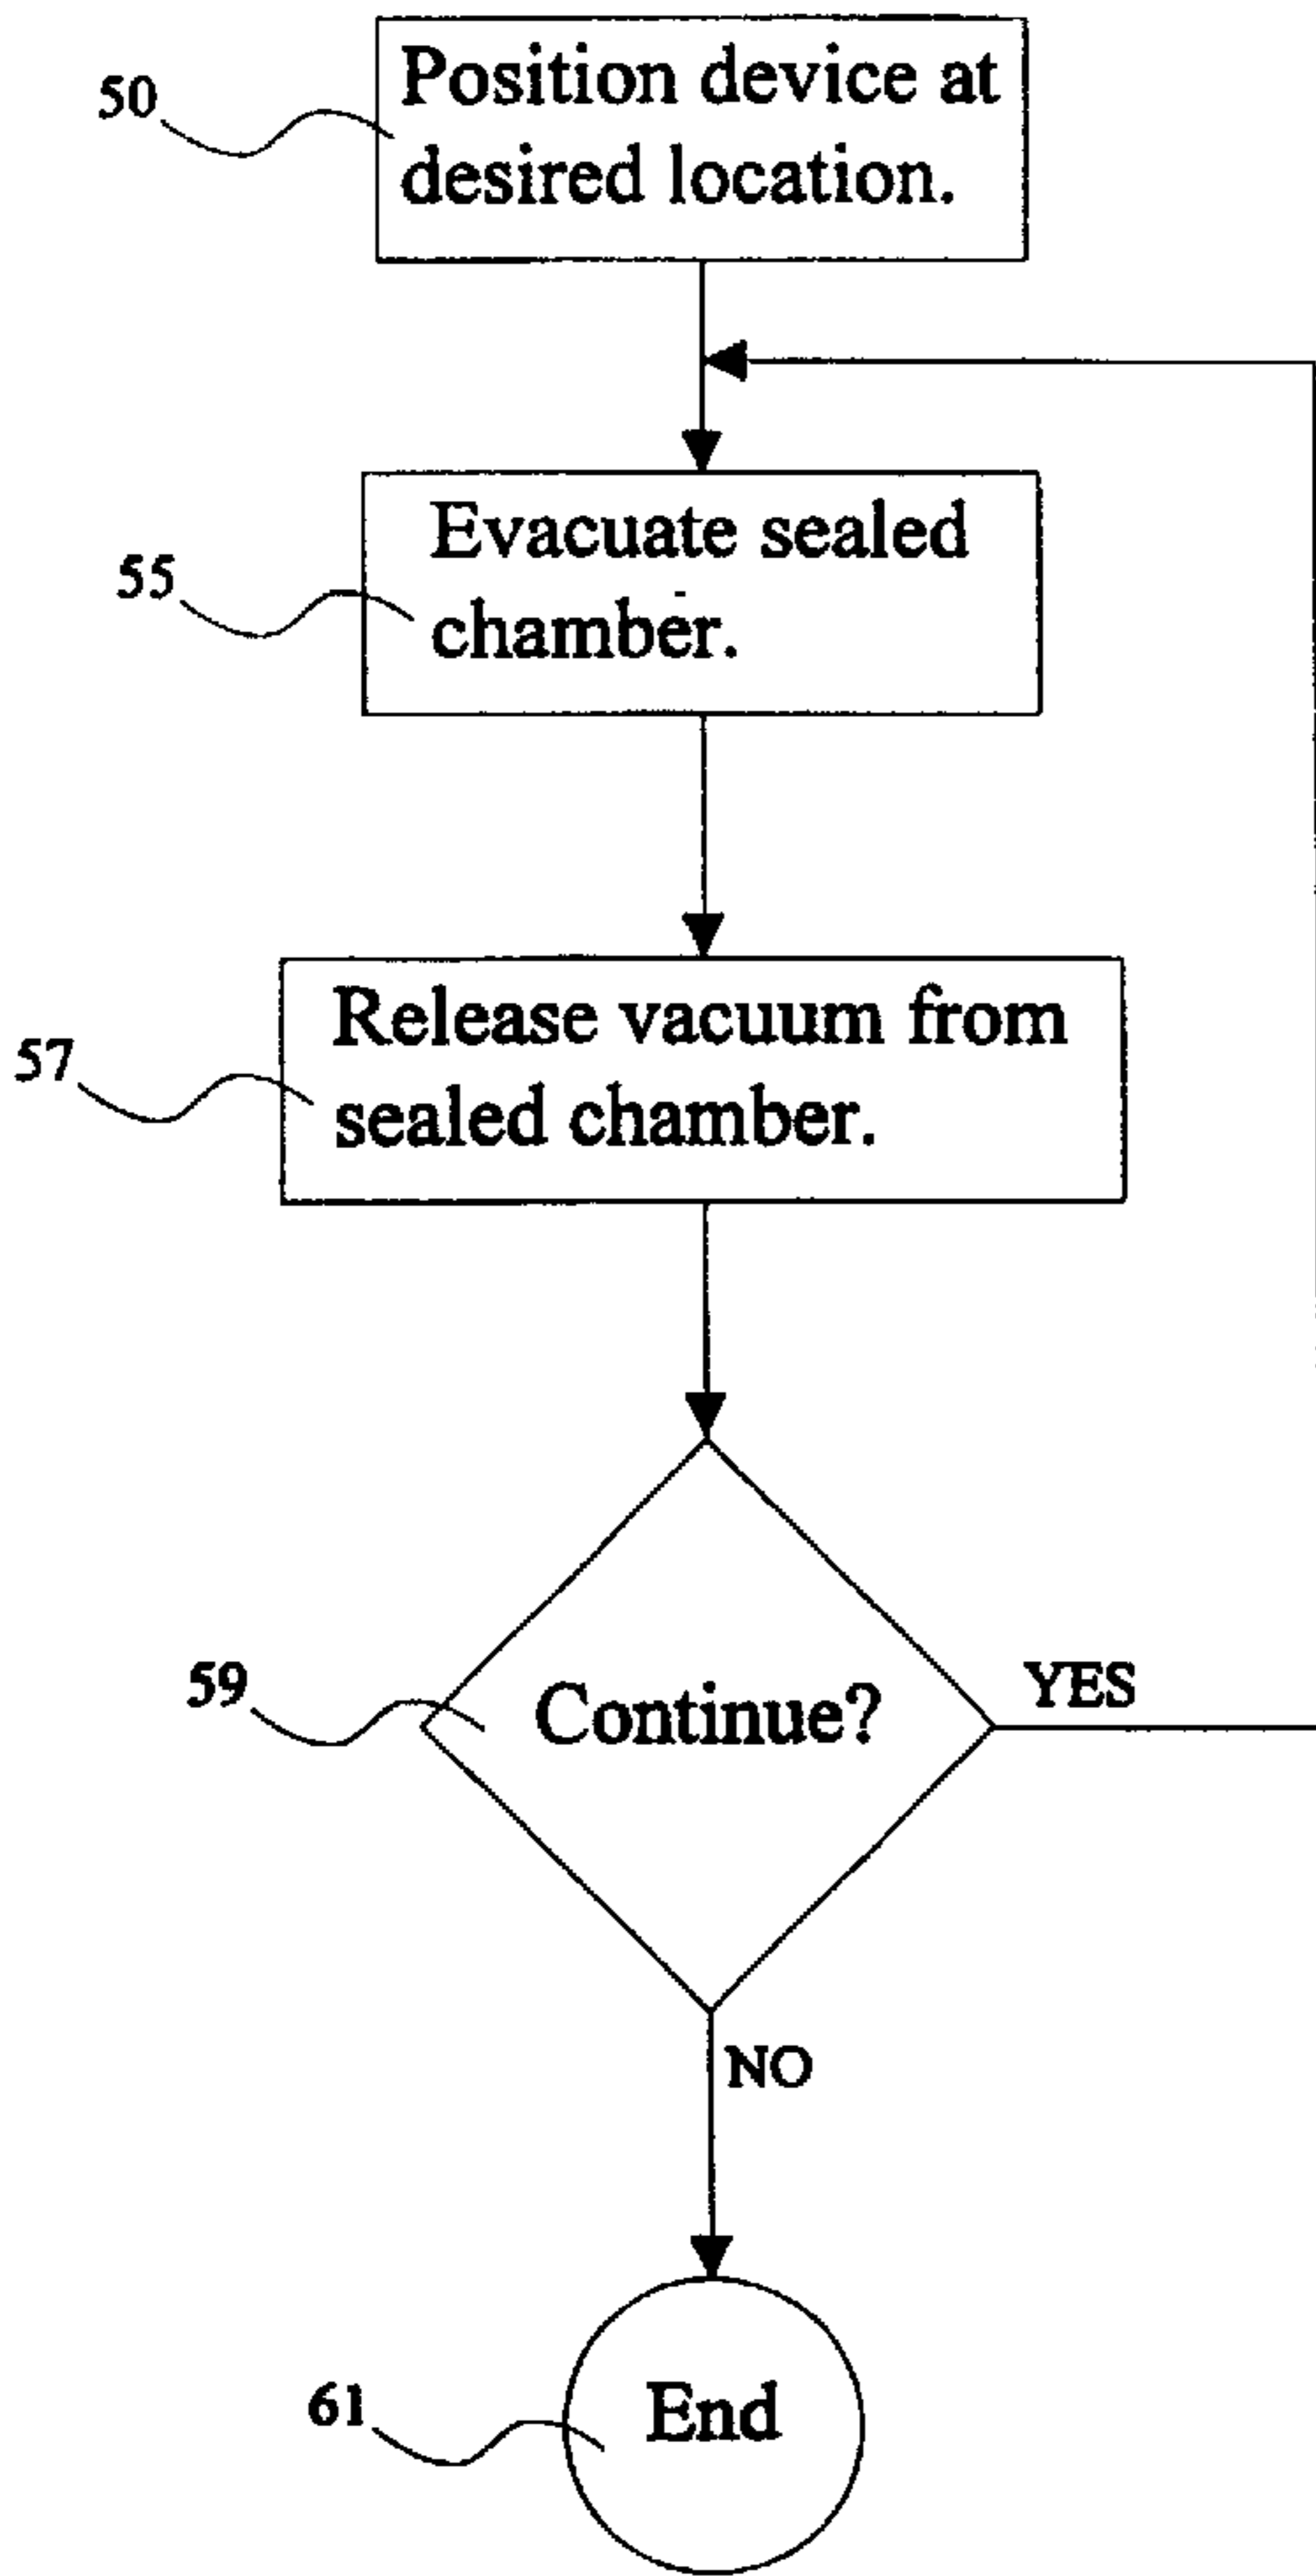 50
Position device at
desired location.
55
Evacuate sealed
chamber.
57
Release vacuum from
sealed chamber.
59
Continue?
YES
NO
61
End